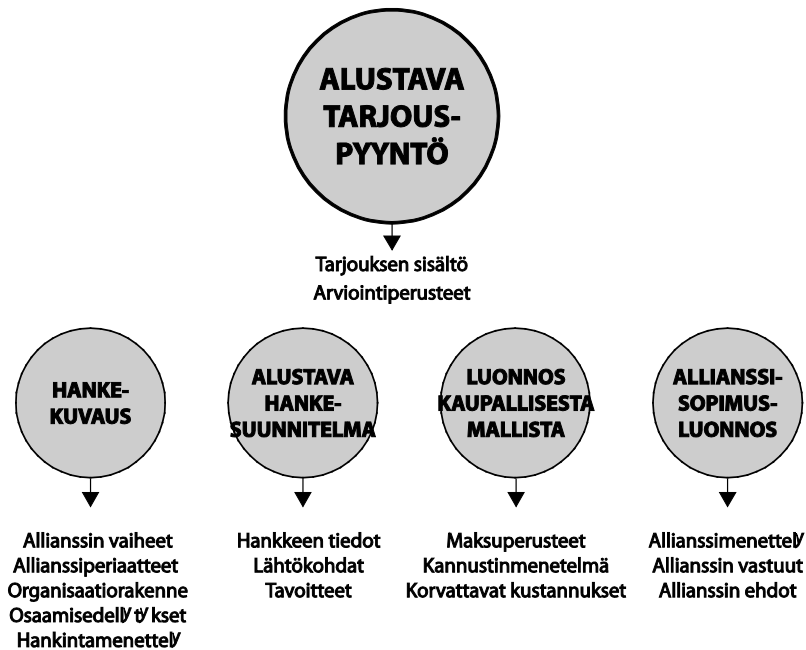 ALUSTAVA
TARJOUS-
PYYNTÖ
Tarjouksen sisältö
Arviointiperusteet
HANKE-
KUVAUS
Allianssin vaiheet
Allianssiperiaatteet
Organisaatiorakenne
Osaamisedellytykset
Hankintamenettely
ALUSTAVA
HANKE-
SUUNNITELMA
Hankkeen tiedot
Lähtökohdat
Tavoitteet
LUONNOS
KAUPALLISESTA
MALLISTA
Maksuperusteet
Kannustinmenetelmä
Korvattavat kustannukset
ALLIANSSI-
SOPIMUS-
LUONNOS
Allianssimenettely
Allianssin vastuut
Allianssin ehdot